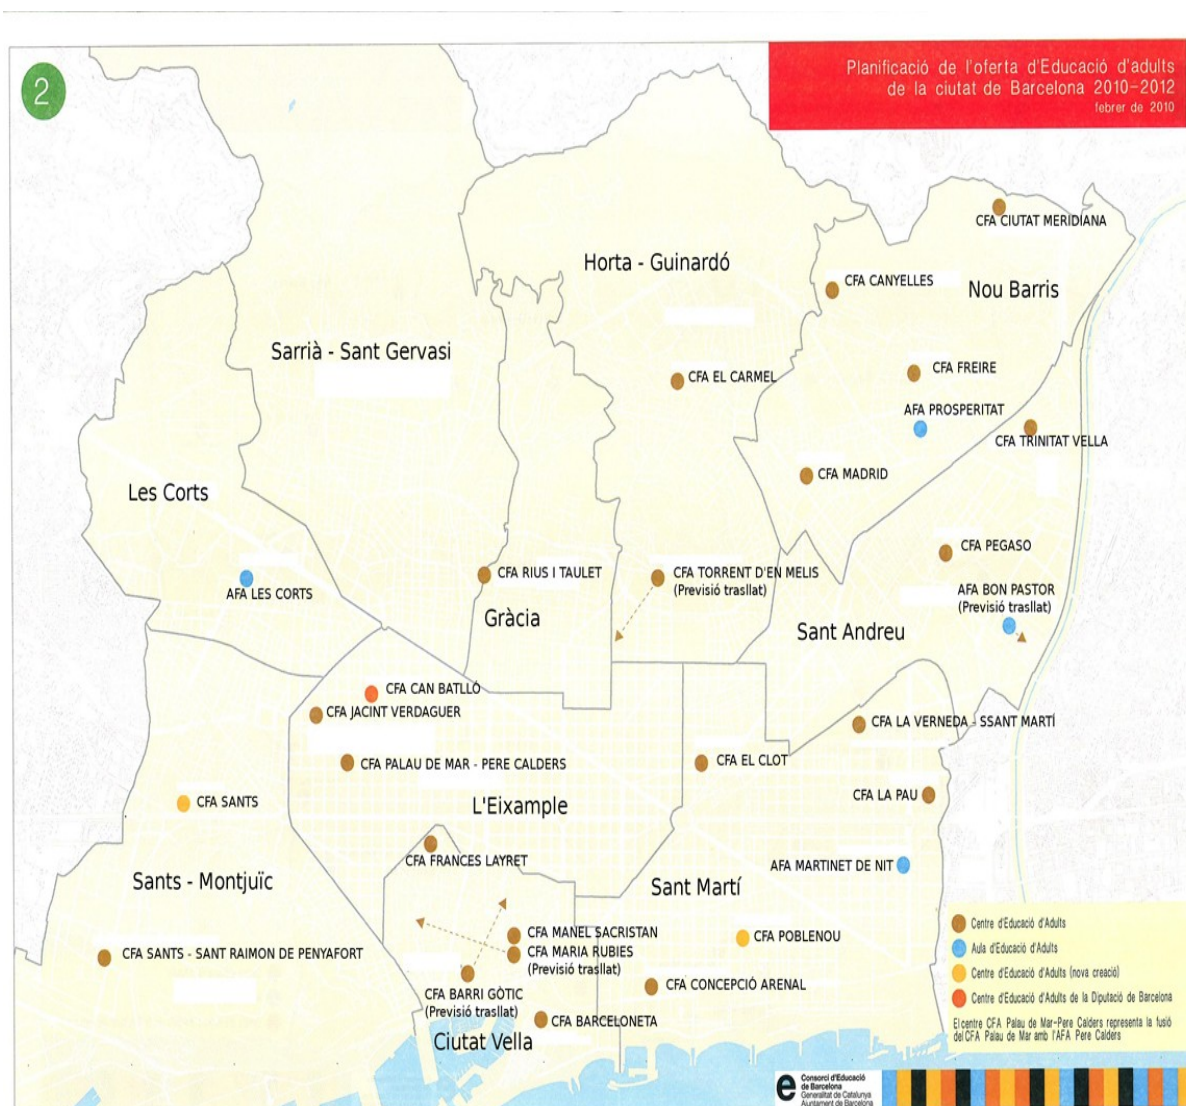 2
Planificació de l'oferta d'Educació d'adults
de la ciutat de Barcelona 2010-2012
febrer de 2010
CFA CIUTAT MERIDIANA
Horta - Guinardó
CFA CANYELLES
Nou Barris
Sarrià - Sant Gervasi
CFA EL CARMEL
CFA FREIRE
AFA PROSPERITAT
CFA TRINITAT VELLA
CFA MADRID
Les Corts
CFA PEGASO
CFA RIUS I TAULET
CFA TORRENT D'EN MELIS
(Previsió trasllat)
AFA LES CORTS
AFA BON PASTOR
(Previsió trasllat)
Gràcia
Sant Andreu
CFA CAN BATLLÓ
CFA JACINT VERDAGUER
CFA LA VERNEDA - SSANT MARTÍ
CFA PALAU DE MAR - PERE CALDERS
CFA EL CLOT
CFA SANTS
L'Eixample
CFA LA PAU
CFA FRANCES LAYRET
AFA MARTINET DE NIT
Sants - Montjuïc
Sant Martí
CFA MANEL SACRISTAN
CFA MARIA RUBIES
(Previsió trasllat)
CFA POBLENOU
CFA SANTS - SANT RAIMON DE PENYAFORT
CFA CONCEPCIÓ ARENAL
CFA BARRI GÒTIC
(Previsió trasllat)
CFA BARCELONETA
Ciutat Vella
Centre d'Educació d'Adults
Aula d'Educació d'Adults
Centre d'Educació d'Adults (nova creació)
Centre d'Educació d'Adults de la Diputació de Barcelona
El centre CFA Palau de Mar-Pere Calders representa la fusió
del CFA Palau de Mar amb l'AFA Pere Calders
e
Consorci d'Educació
de Barcelona
Generalitat de Catalunya
Ajuntament de Barcelona